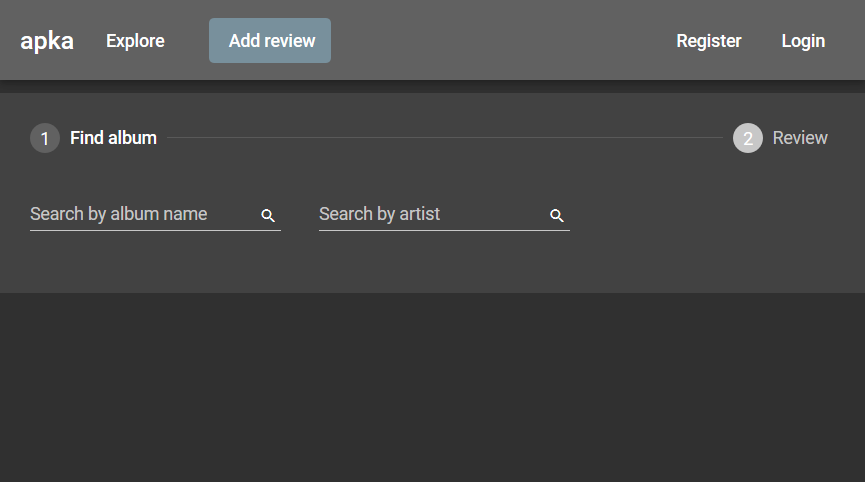 apka Explore Add review Register Login
1 Find album 2 Review
Search by album name Search by artist